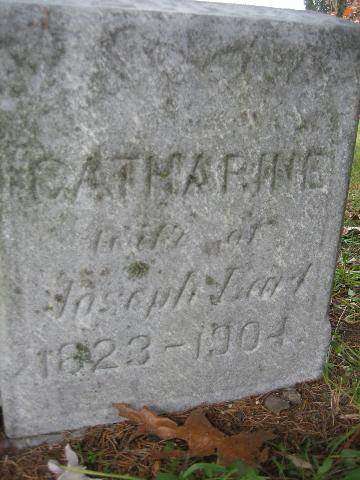 CATHARINE
wife of
Joseph
1823-1904.